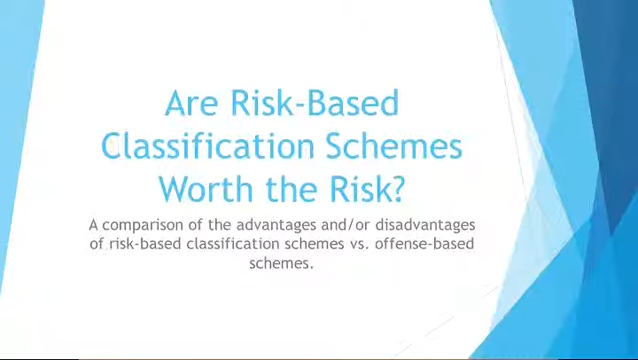 Are Risk-Based
Classification Schemes
Worth the Risk?
A comparison of the advantages and/or disadvantages
of risk-based classification schemes vs. offense-based
schemes.